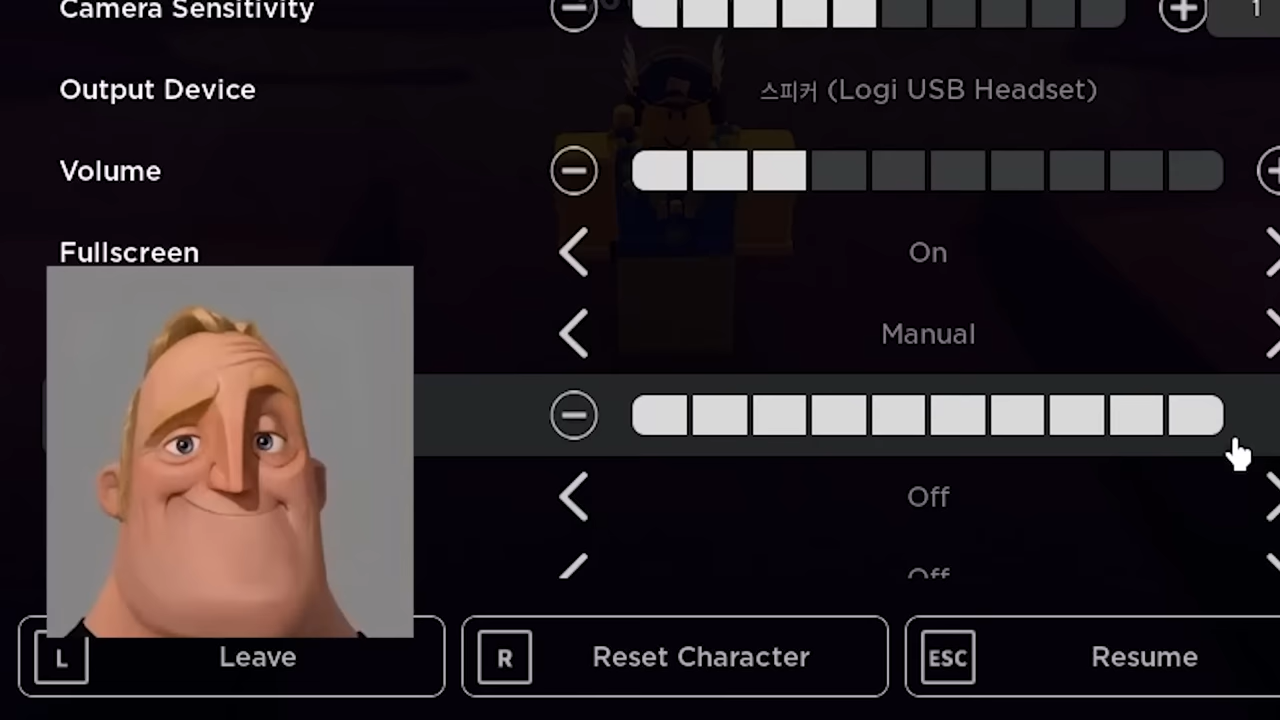 Camera Sensitivity
1
Output Device
스피커 (Logi USB Headset)
Volume
Fullscreen
On
Manual
Off
Off
L
Leave
R
Reset Character
ESC
Resume